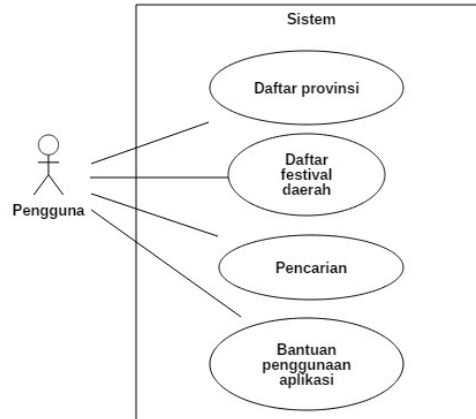 Sistem
Daftar provinsi
Daftar
festival
daerah
Pengguna
Pencarian
Bantuan
penggunaan
aplikasi